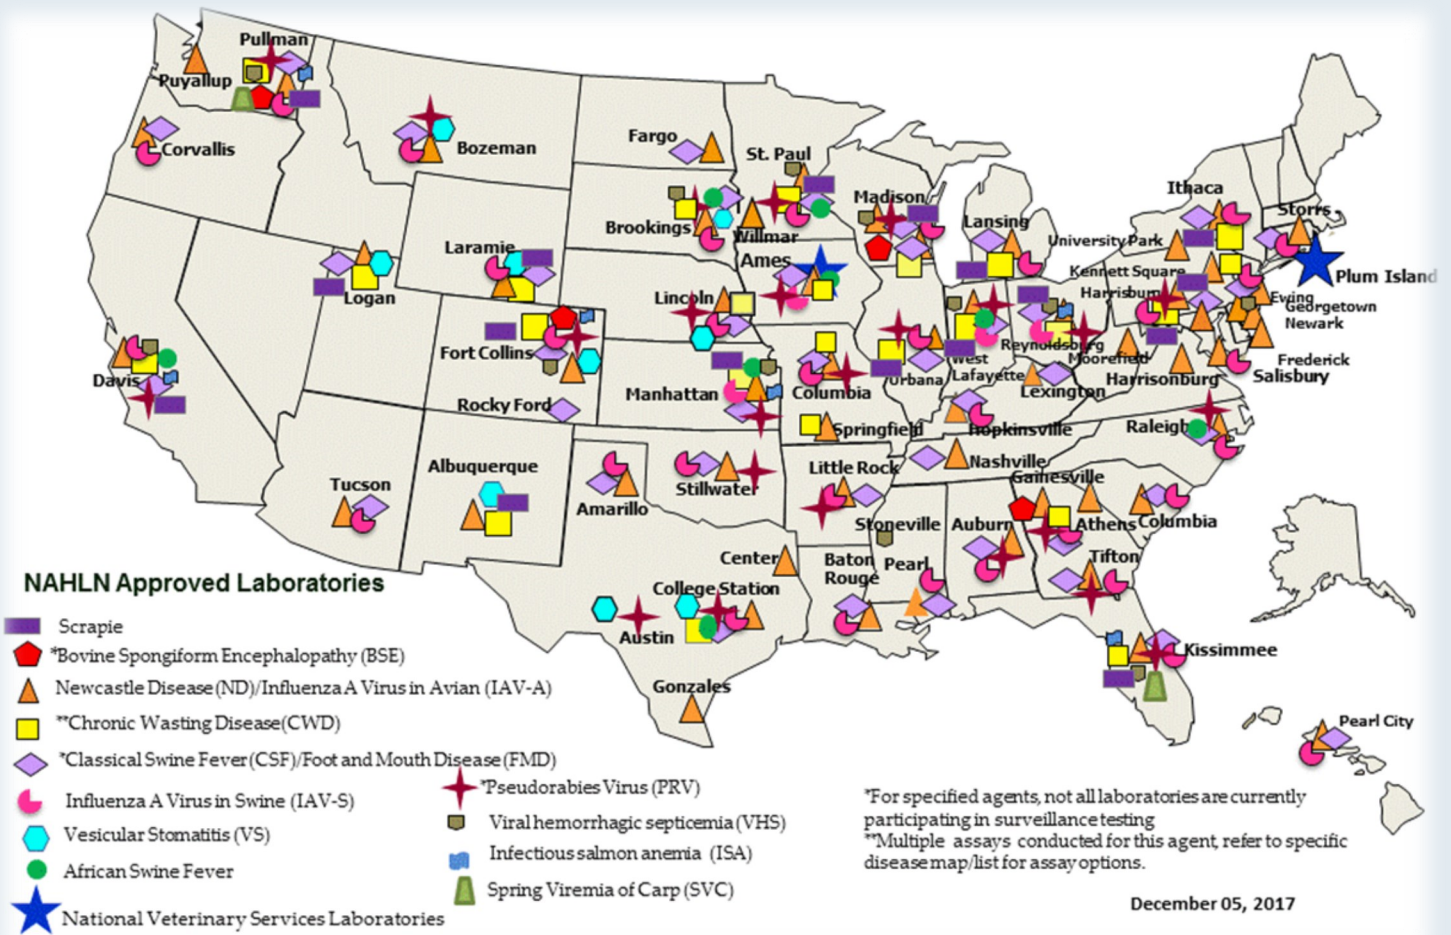 Pullman
Puyallup
Corvallis
Bozeman
Fargo
St. Paul
Brookings
Willmar
Madison
Lansing
Ithaca
Storrs
University Park
Plum Island
Kennett Square
Harrisburg
Ewing
Georgetown
Newark
Laramie
Ames
Logan
Lincoln
Fort Collins
West
Lafayette
Reynoldsburg
Moorefield
Frederick
Salisbury
Harrisonburg
Davis
Manhattan
Columbia
Urbana
Lexington
Rocky Ford
Springfield
Hopkinsville
Raleigh
Albuquerque
Tucson
Amarillo
Stillwater
Little Rock
Nashville
Gainesville
Athens
Columbia
Stoneville
Auburn
Tifton
Center
Baton
Rouge
Pearl
College Station
Austin
Gonzales
Kissimmee
Pearl City
NAHLN Approved Laboratories
Scrapie
*Bovine Spongiform Encephalopathy (BSE)
Newcastle Disease(ND)/Influenza A Virus in Avian (IAV-A)
**Chronic Wasting Disease(CWD)
*Classical Swine Fever(CSF)/Foot and Mouth Disease(FMD)
Influenza A Virus in Swine (IAV-S)
Vesicular Stomatitis (VS)
African Swine Fever
National Veterinary Services Laboratories
*Pseudorabies Virus (PRV)
Viral hemorrhagic septicemia (VHS)
Infectious salmon anemia (ISA)
Spring Viremia of Carp (SVC)
*For specified agents, not all laboratories are currently
participating in surveillance testing
**Multiple assays conducted for this agent, refer to specific
disease map/list for assay options.
December 05, 2017